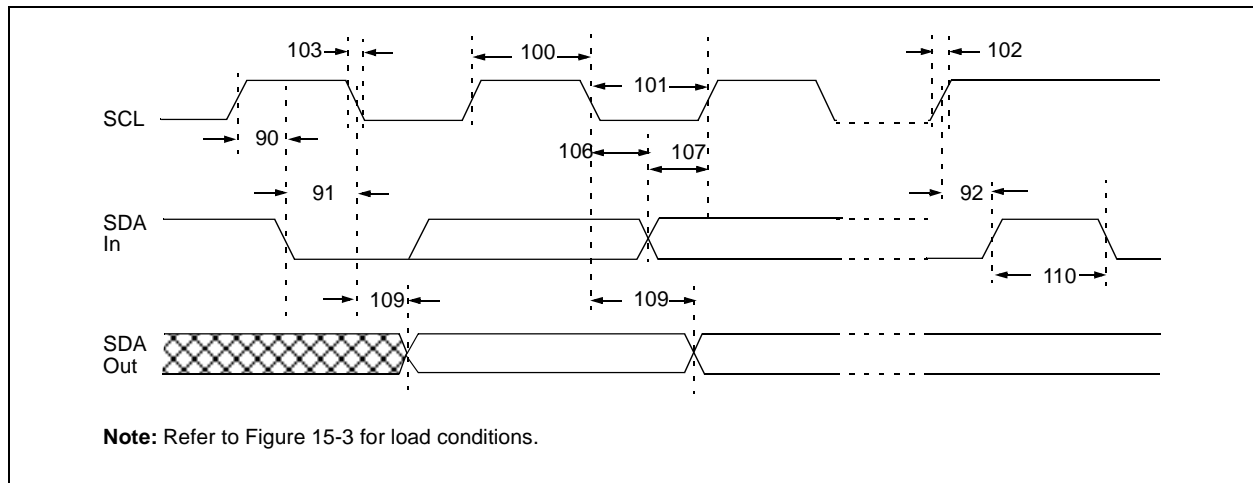 103
100
102
101
SCL
90
106
107
91
92
SDA
In
110
109
109
SDA
Out
Note: Refer to Figure 15-3 for load conditions.